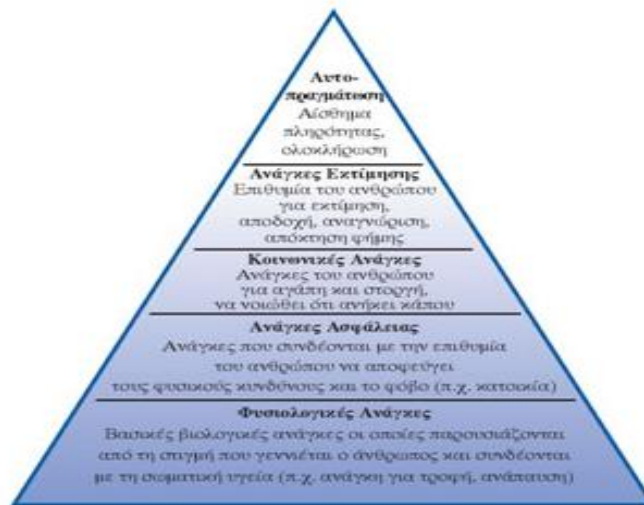 Αυτο-
πραγμάτωση
Αίσθημα
πληρότητας,
ολοκλήρωση
Ανάγκες Εκτίμησης
Επιθυμία του ανθρώπου
για εκτίμηση,
αποδοχή, αναγνώριση,
απόκτηση φήμης
Κοινωνικές Ανάγκες
Ανάγκες του ανθρώπου
για αγάπη και στοργή,
να νοιώθει ότι ανήκει κάπου
Ανάγκες Ασφάλειας
Ανάγκες που συνδέονται με την επιθυμία
του ανθρώπου να αποφεύγει
τους φυσικούς κινδύνους και το φόβο (π.χ. κατοικία)
Φυσιολογικές Ανάγκες
Βασικές βιολογικές ανάγκες οι οποίες παρουσιάζονται
από τη στιγμή που γεννιέται ο άνθρωπος και συνδέονται
με τη σωματική υγεία (π.χ. ανάγκη για τροφή, ανάπαυση)